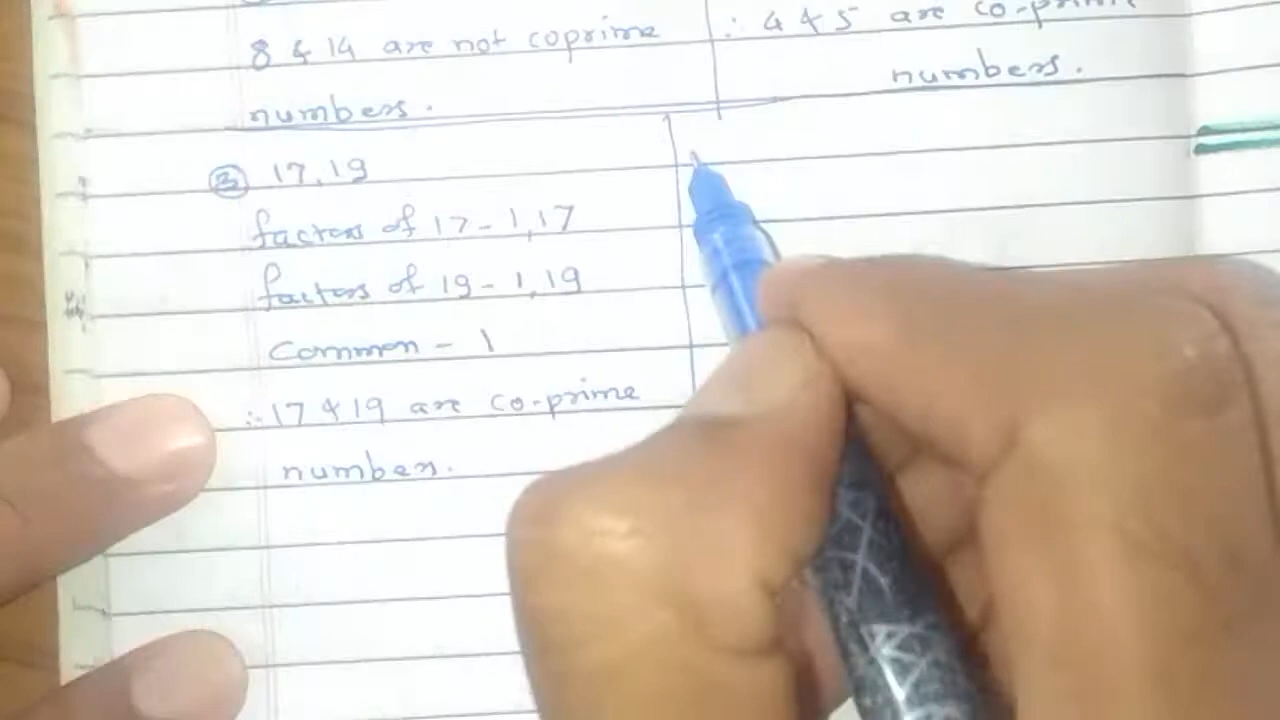 8 & 14 are not coprime
numbers.
∴ 4 & 5 are co-prime
numbers.
③ 17, 19
factors of 17 - 1, 17
factors of 19 - 1, 19
Common - 1
∴ 17 & 19 are co-prime
numbers.